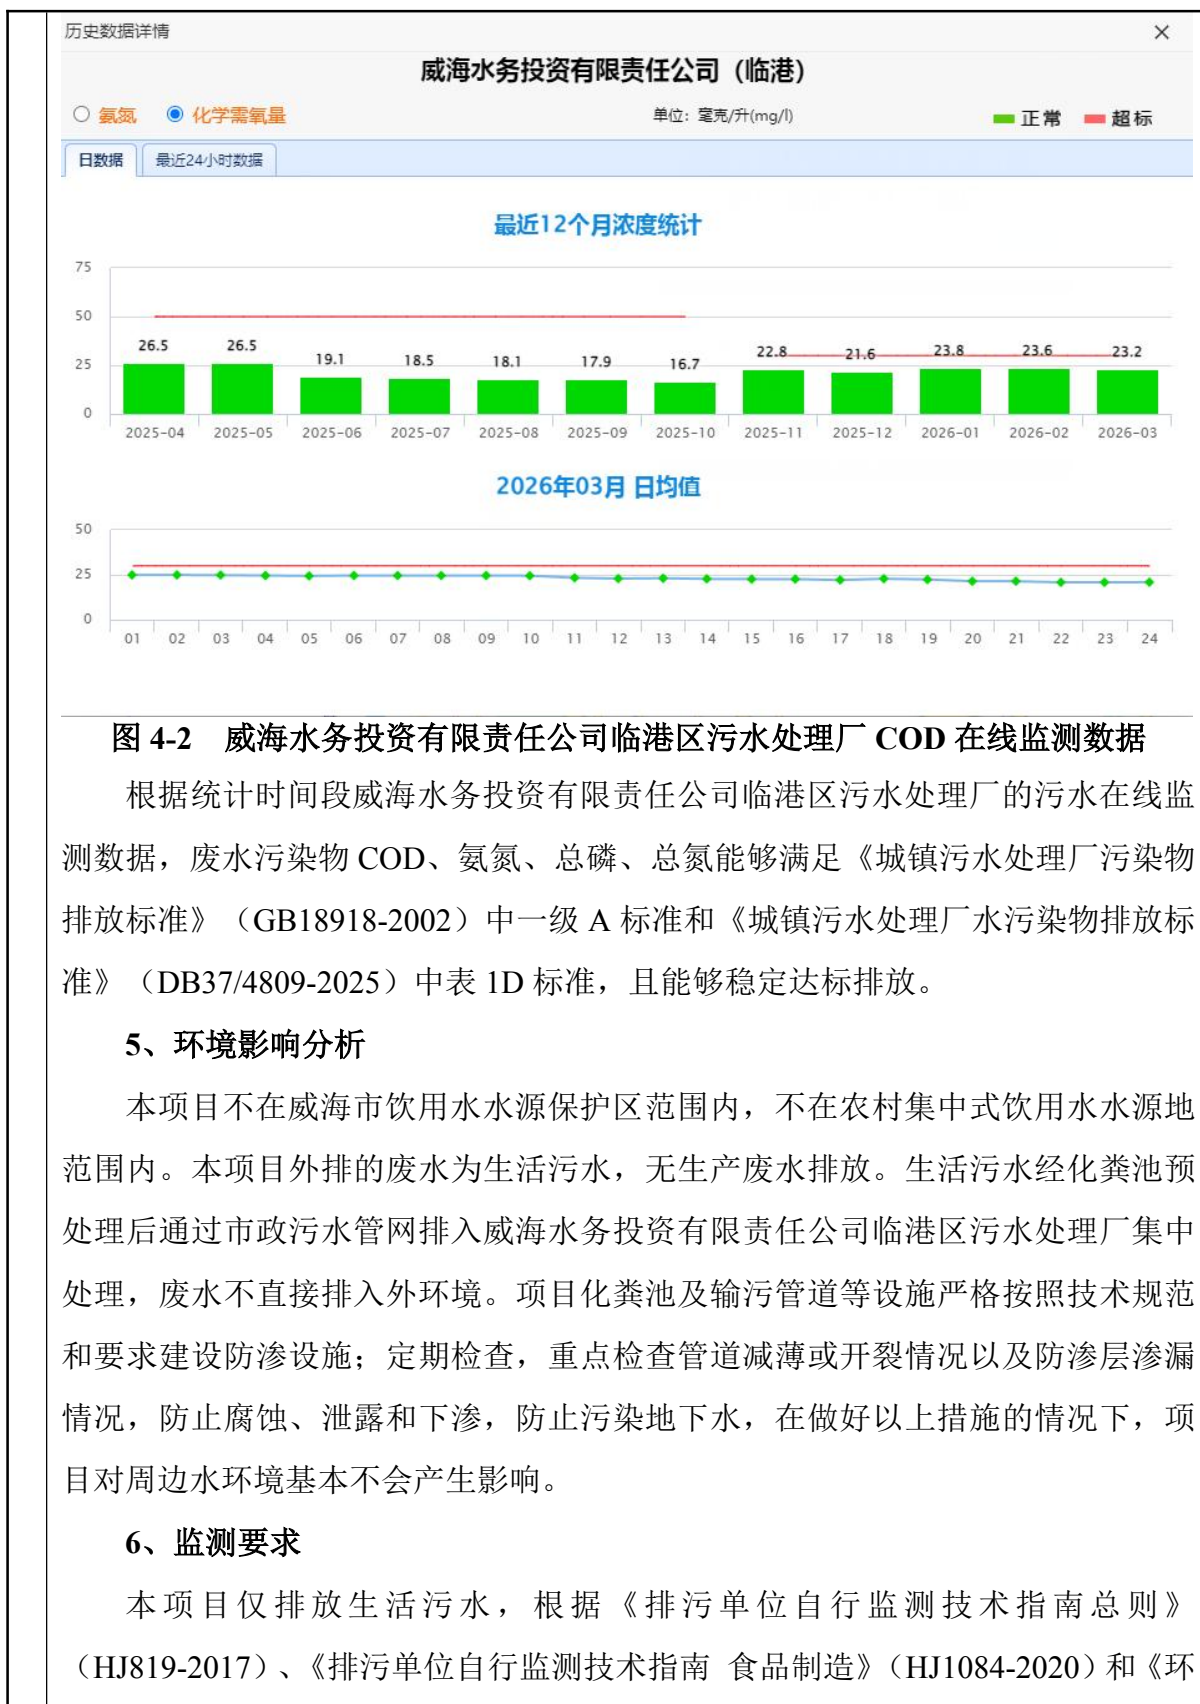 历史数据详情
威海水务投资有限责任公司（临港）
氨氮 化学需氧量 单位：毫克/升(mg/l) 正常 超标
日数据 最近24小时数据
最近12个月浓度统计
75
50
25
0
26.5 26.5 19.1 18.5 18.1 17.9 16.7 22.8 21.6 23.8 23.6 23.2
2025-04 2025-05 2025-06 2025-07 2025-08 2025-09 2025-10 2025-11 2025-12 2026-01 2026-02 2026-03
2026年03月 日均值
50
25
0
01 02 03 04 05 06 07 08 09 10 11 12 13 14 15 16 17 18 19 20 21 22 23 24
图 4-2 威海水务投资有限责任公司临港区污水处理厂 COD 在线监测数据
根据统计时间段威海水务投资有限责任公司临港区污水处理厂的污水在线监
测数据，废水污染物 COD、氨氮、总磷、总氮能够满足《城镇污水处理厂污染物
排放标准》（GB18918-2002）中一级 A 标准和《城镇污水处理厂水污染物排放标
准》（DB37/4809-2025）中表 1D 标准，且能够稳定达标排放。
5、环境影响分析
本项目不在威海市饮用水水源保护区范围内，不在农村集中式饮用水水源地
范围内。本项目外排的废水为生活污水，无生产废水排放。生活污水经化粪池预
处理后通过市政污水管网排入威海水务投资有限责任公司临港区污水处理厂集中
处理，废水不直接排入外环境。项目化粪池及输污管道等设施严格按照技术规范
和要求建设防渗设施；定期检查，重点检查管道减薄或开裂情况以及防渗层渗漏
情况，防止腐蚀、泄露和下渗，防止污染地下水，在做好以上措施的情况下，项
目对周边水环境基本不会产生影响。
6、监测要求
本项目仅排放生活污水，根据《排污单位自行监测技术指南总则》
（HJ819-2017）、《排污单位自行监测技术指南 食品制造》（HJ1084-2020）和《环